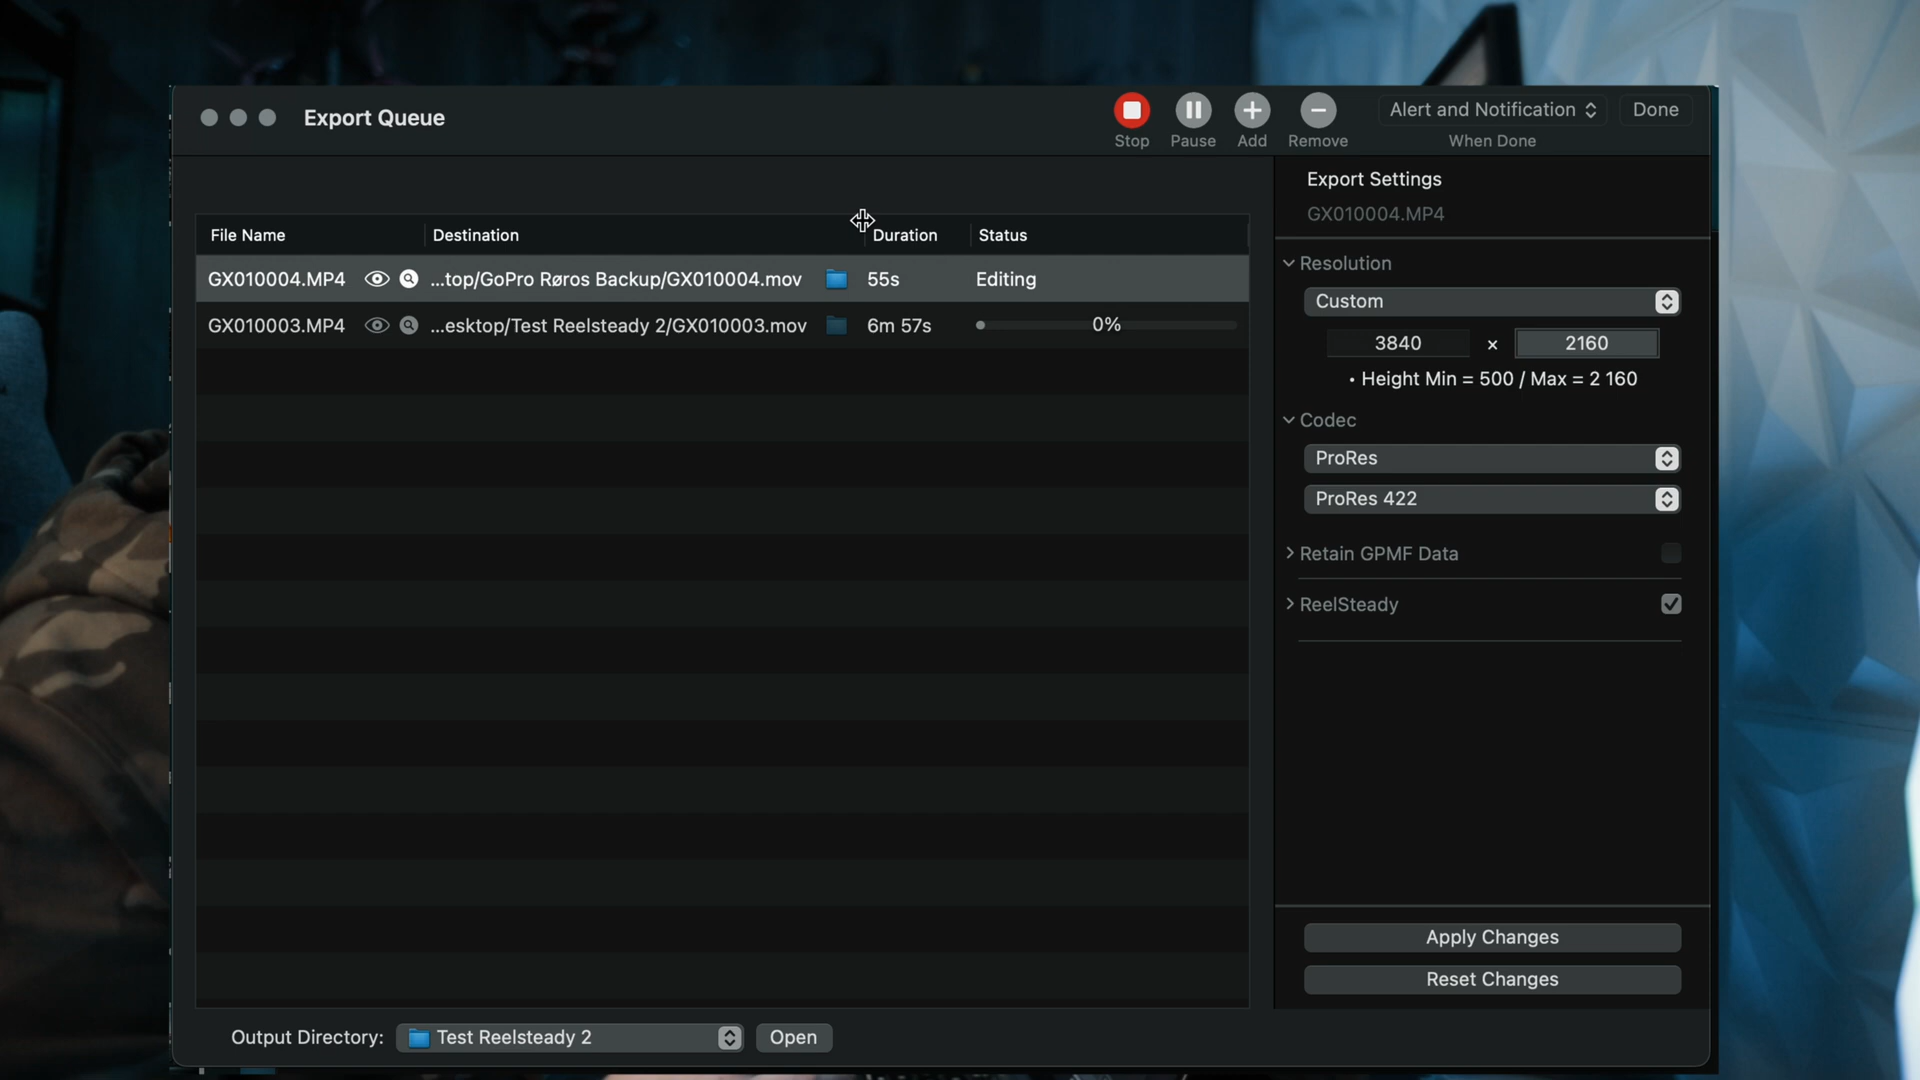 Export Queue
Stop
Pause
Add
Remove
Alert and Notification
When Done
Done
File Name
Destination
Duration
Status
GX010004.MP4
...top/GoPro Røros Backup/GX010004.mov
55s
Editing
GX010003.MP4
...esktop/Test Reelsteady 2/GX010003.mov
6m 57s
0%
Export Settings
GX010004.MP4
Resolution
Custom
3840 × 2160
• Height Min = 500 / Max = 2 160
Codec
ProRes
ProRes 422
Retain GPMF Data
ReelSteady
Apply Changes
Reset Changes
Output Directory:
Test Reelsteady 2
Open